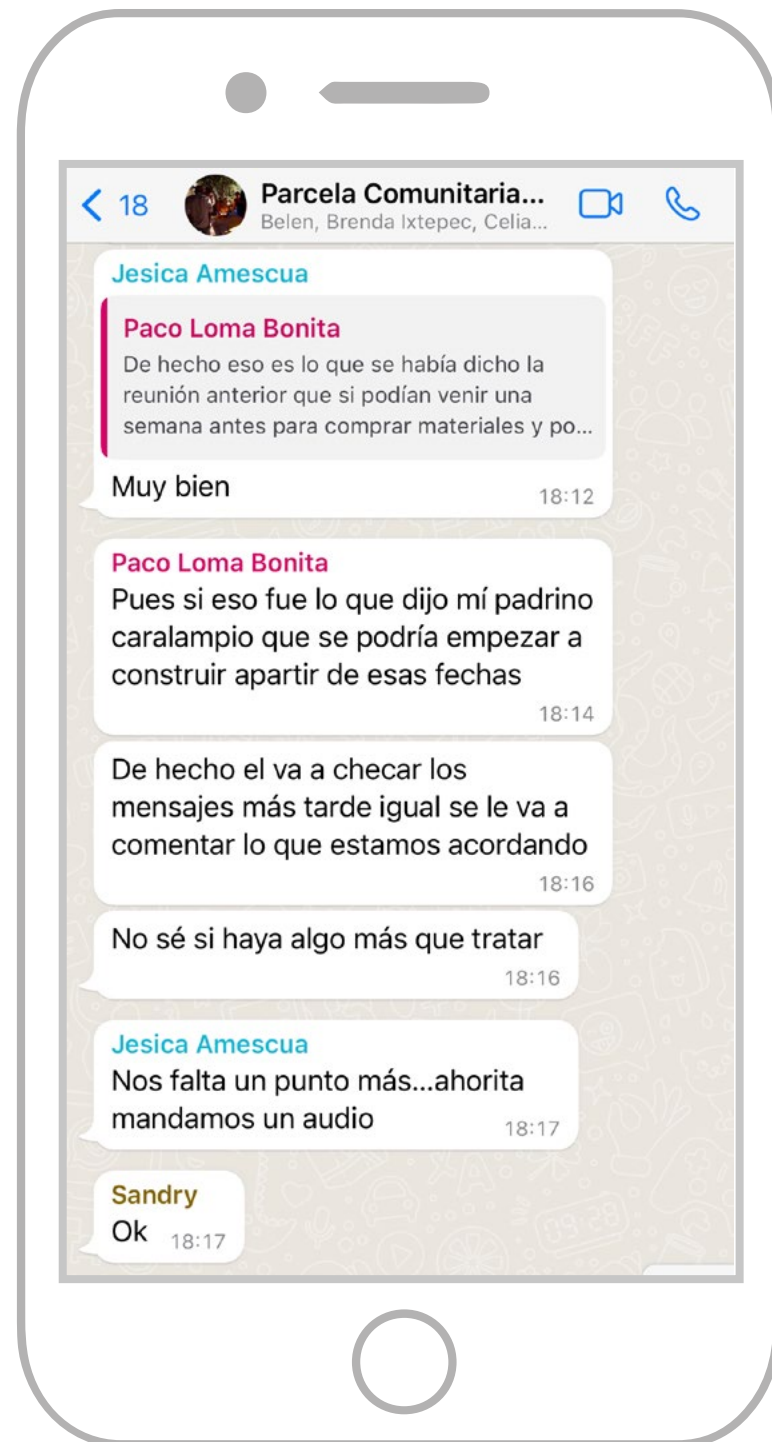 18
Parcela Comunitaria...
Belen, Brenda Ixtepec, Celia...
Jesica Amescua
Paco Loma Bonita
De hecho eso es lo que se había dicho la
reunión anterior que si podían venir una
semana antes para comprar materiales y po...
Muy bien
18:12
Paco Loma Bonita
Pues si eso fue lo que dijo mí padrino
caralampio que se podría empezar a
construir apartir de esas fechas
18:14
De hecho el va a checar los
mensajes más tarde igual se le va a
comentar lo que estamos acordando
18:16
No sé si haya algo más que tratar
18:16
Jesica Amescua
Nos falta un punto más...ahorita
mandamos un audio
18:17
Sandry
Ok 18:17